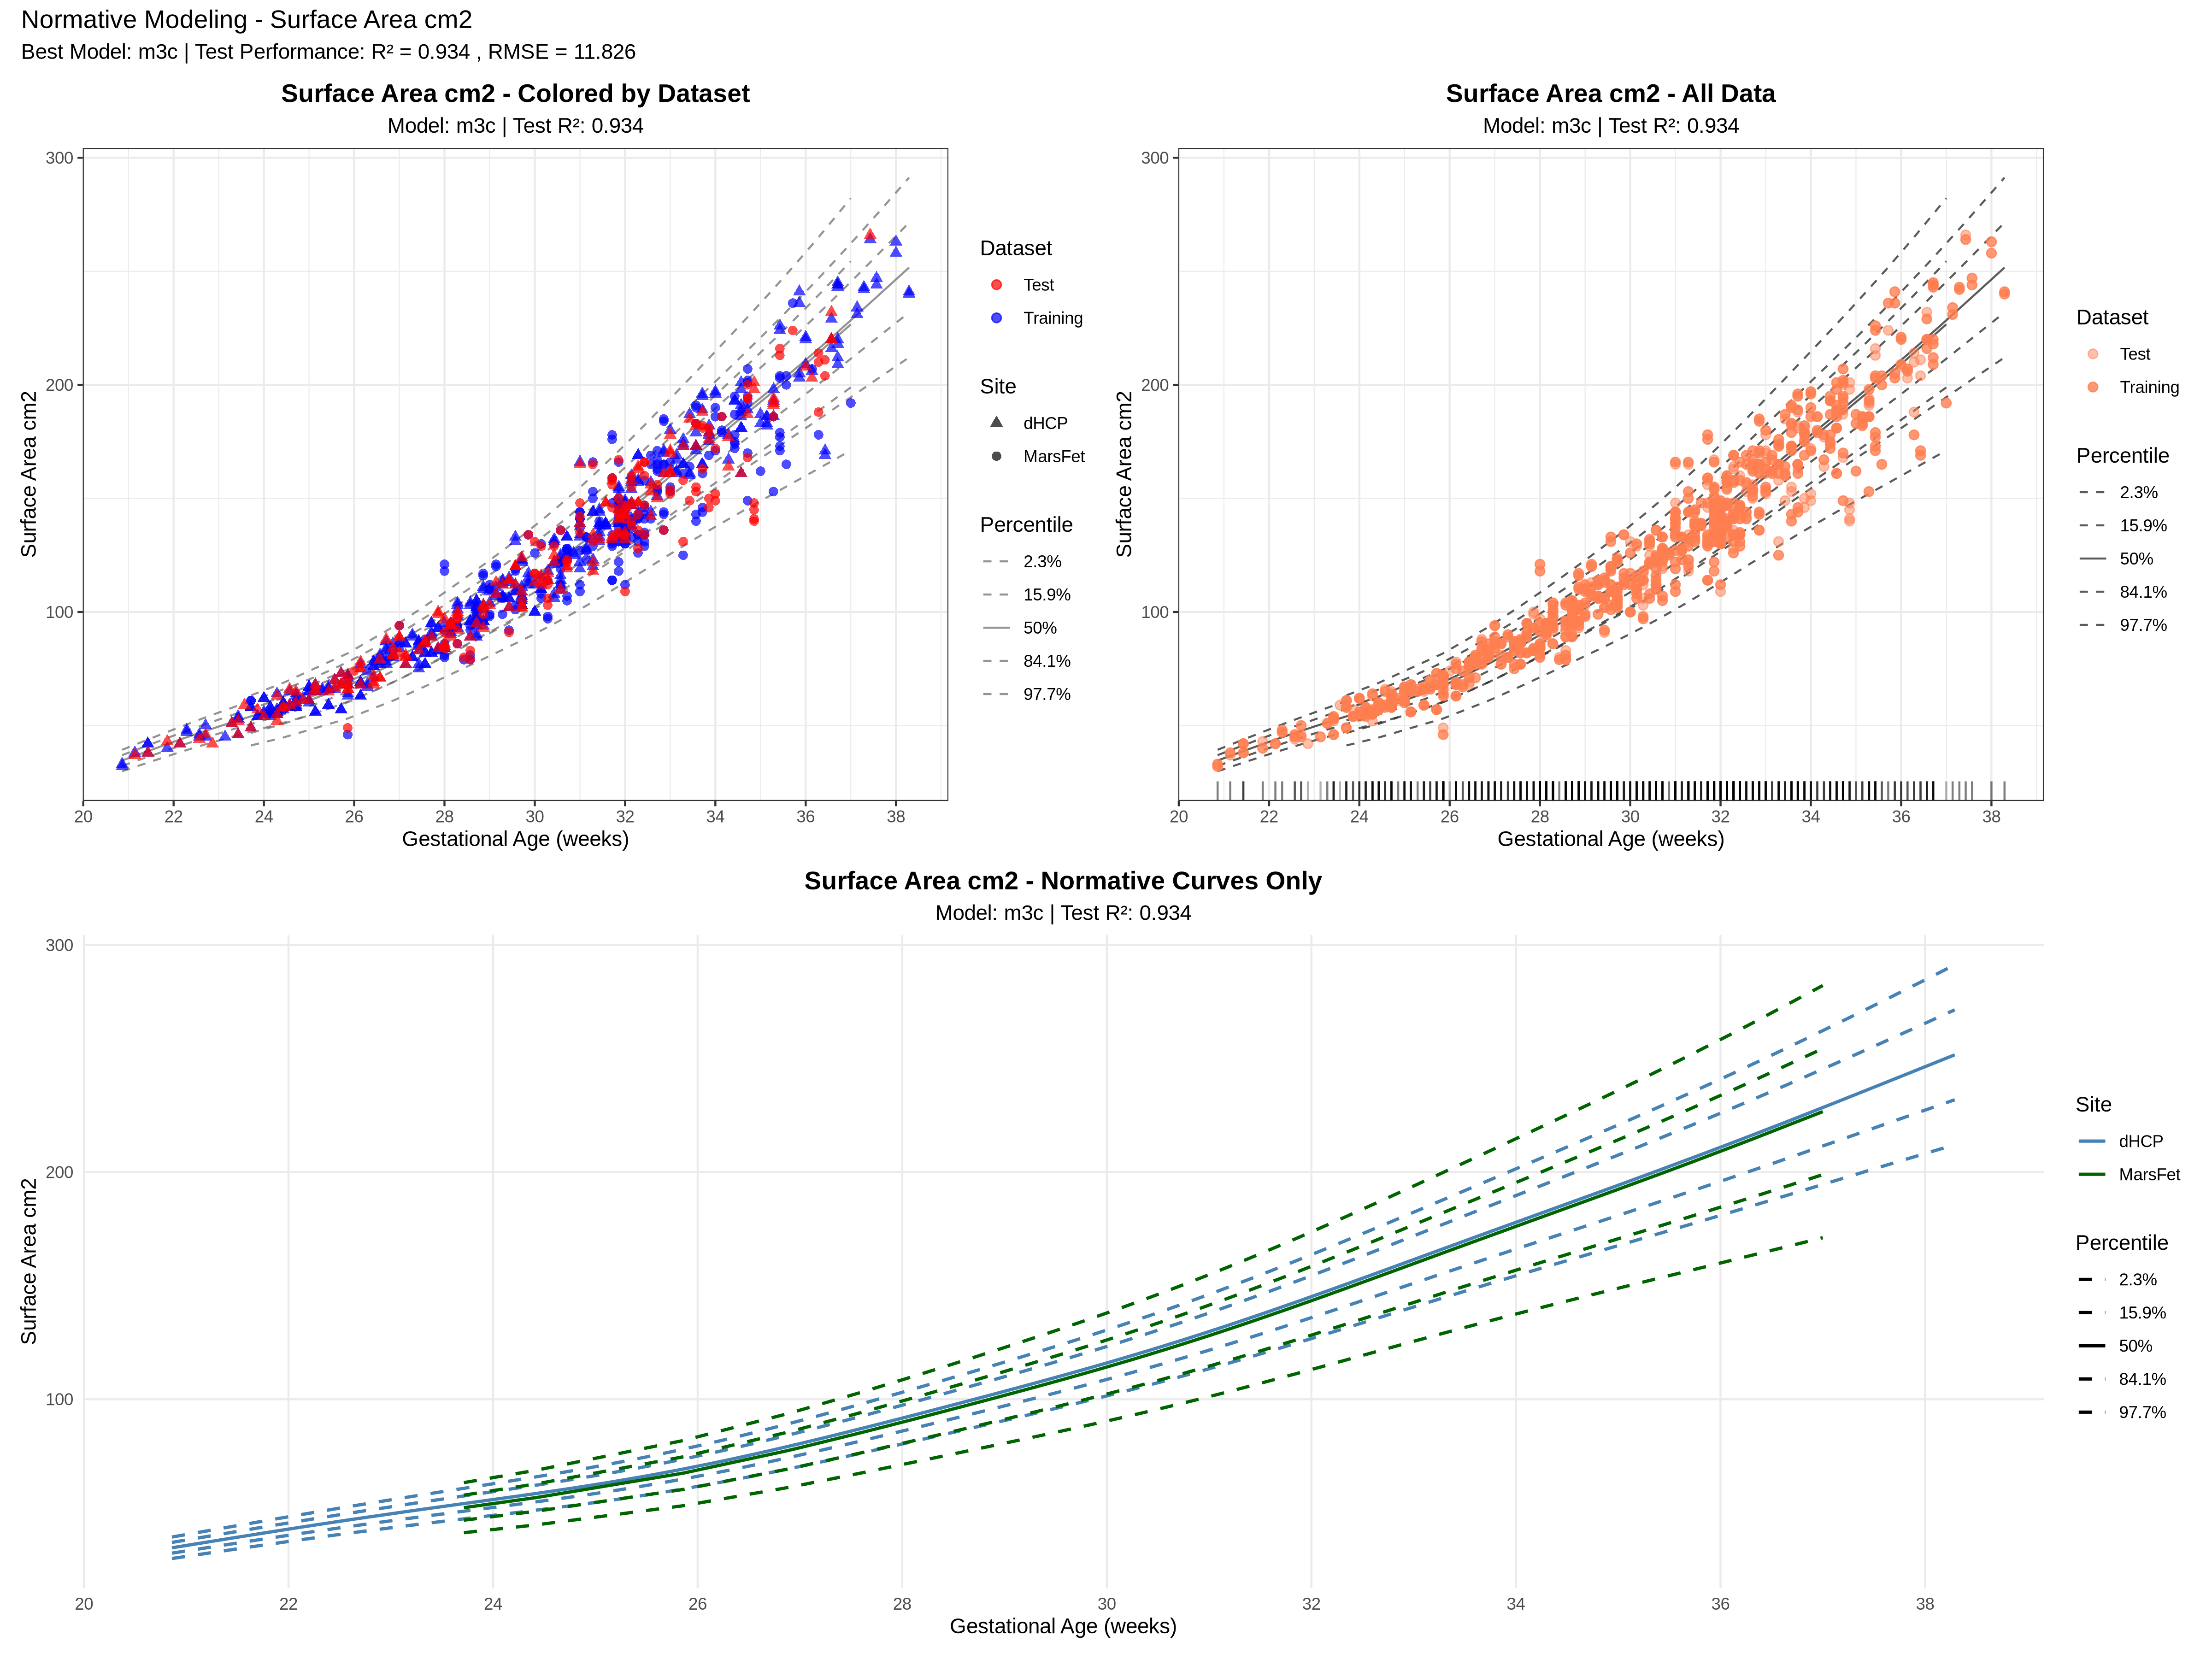 Normative Modeling - Surface Area cm2
Best Model: m3c | Test Performance: R² = 0.934 , RMSE = 11.826
Surface Area cm2 - Colored by Dataset
Model: m3c | Test R²: 0.934
300
200
100
Surface Area cm2
20 22 24 26 28 30 32 34 36 38
Gestational Age (weeks)
Dataset
Test
Training
Site
dHCP
MarsFet
Percentile
2.3%
15.9%
50%
84.1%
97.7%
Surface Area cm2 - All Data
Model: m3c | Test R²: 0.934
300
200
100
Surface Area cm2
20 22 24 26 28 30 32 34 36 38
Gestational Age (weeks)
Dataset
Test
Training
Percentile
2.3%
15.9%
50%
84.1%
97.7%
Surface Area cm2 - Normative Curves Only
Model: m3c | Test R²: 0.934
300
200
100
Surface Area cm2
20 22 24 26 28 30 32 34 36 38
Gestational Age (weeks)
Site
dHCP
MarsFet
Percentile
2.3%
15.9%
50%
84.1%
97.7%